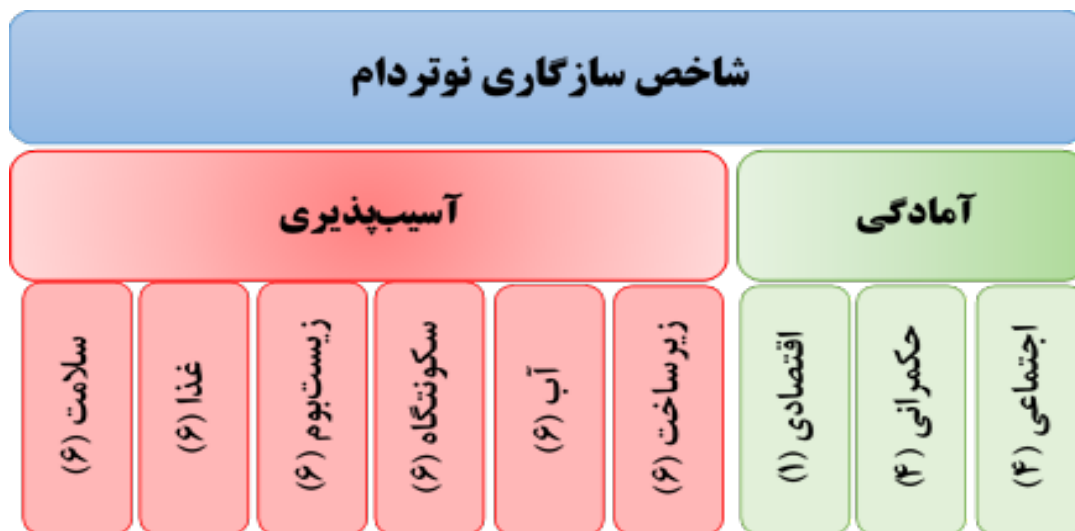 شاخص سازگاری نوتردام
آمادگی
آسیب‌پذیری
اجتماعی (۴)
حکمرانی (۴)
اقتصادی (۱)
زیرساخت (۶)
آب (۶)
سکونتگاه (۶)
زیست‌بوم (۶)
غذا (۶)
سلامت (۶)